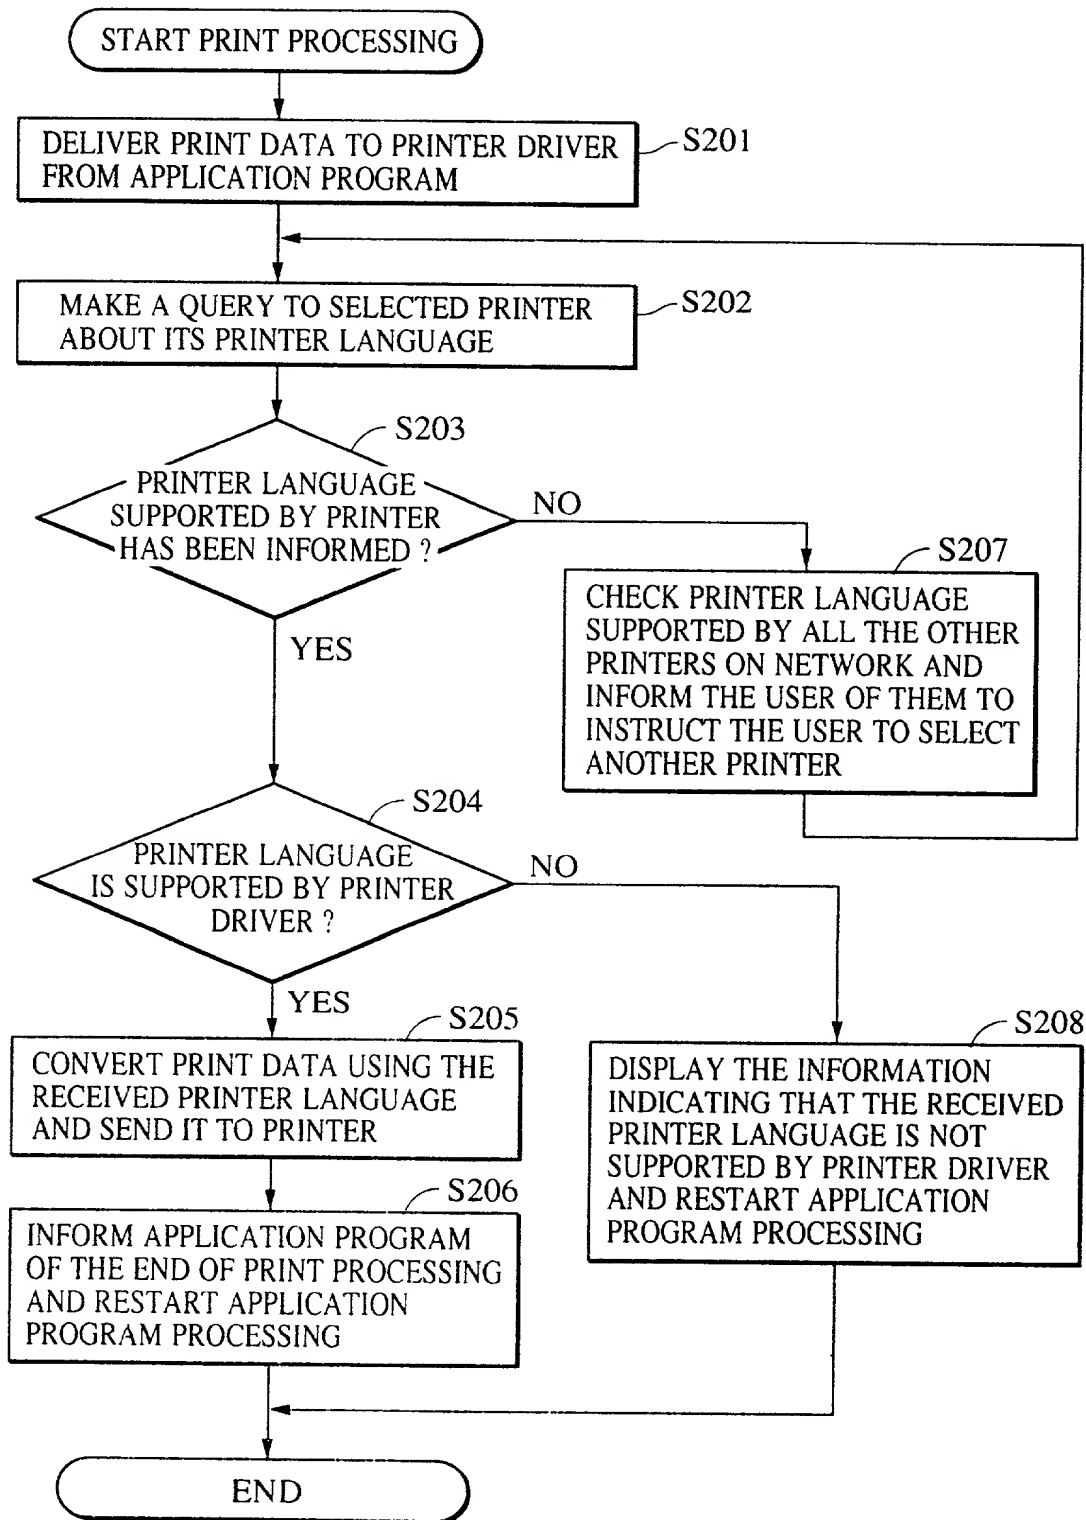 START PRINT PROCESSING
DELIVER PRINT DATA TO PRINTER DRIVER
FROM APPLICATION PROGRAM
S201
MAKE A QUERY TO SELECTED PRINTER
ABOUT ITS PRINTER LANGUAGE
S202
S203
PRINTER LANGUAGE
SUPPORTED BY PRINTER
HAS BEEN INFORMED ?
NO
YES
S207
CHECK PRINTER LANGUAGE
SUPPORTED BY ALL THE OTHER
PRINTERS ON NETWORK AND
INFORM THE USER OF THEM TO
INSTRUCT THE USER TO SELECT
ANOTHER PRINTER
S204
PRINTER LANGUAGE
IS SUPPORTED BY PRINTER
DRIVER ?
NO
YES
S205
CONVERT PRINT DATA USING THE
RECEIVED PRINTER LANGUAGE
AND SEND IT TO PRINTER
S208
DISPLAY THE INFORMATION
INDICATING THAT THE RECEIVED
PRINTER LANGUAGE IS NOT
SUPPORTED BY PRINTER DRIVER
AND RESTART APPLICATION
PROGRAM PROCESSING
S206
INFORM APPLICATION PROGRAM
OF THE END OF PRINT PROCESSING
AND RESTART APPLICATION
PROGRAM PROCESSING
END